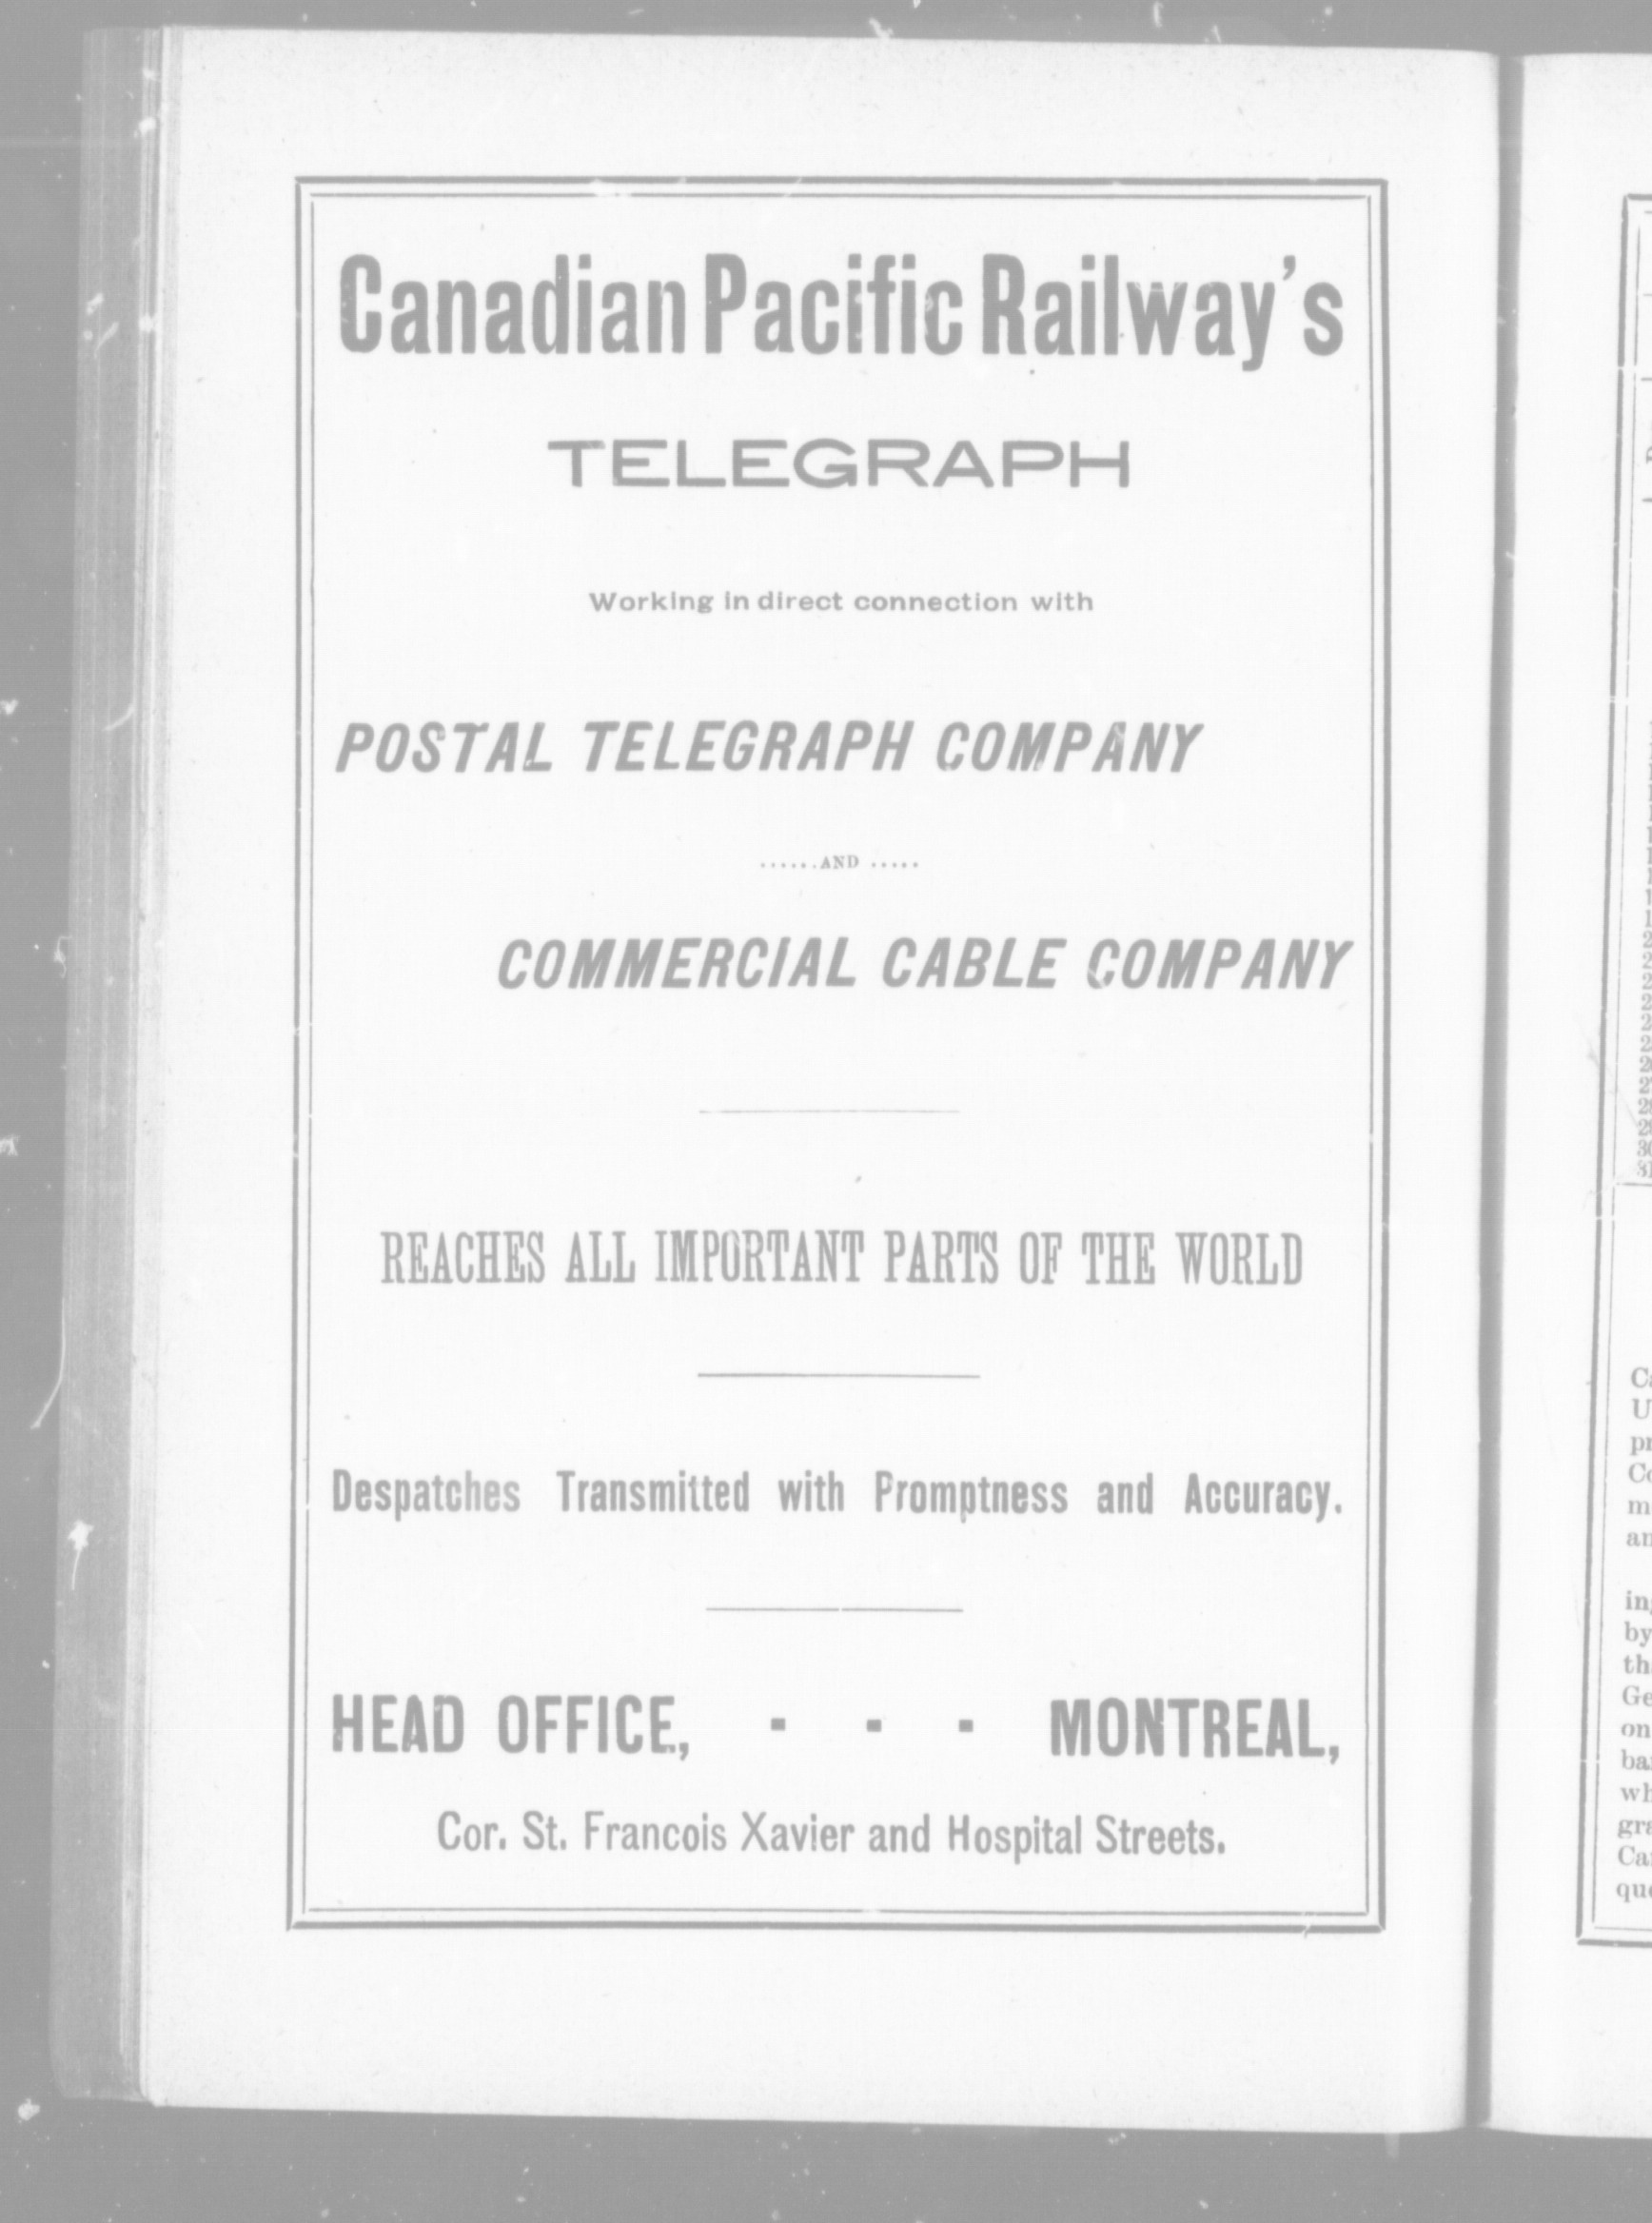 Canadian Pacific Railway's
TELEGRAPH
Working in direct connection with
POSTAL TELEGRAPH COMPANY
......AND .....
COMMERCIAL CABLE COMPANY
REACHES ALL IMPORTANT PARTS OF THE WORLD
Despatches Transmitted with Promptness and Accuracy.
HEAD OFFICE, - - - MONTREAL,
Cor. St. Francois Xavier and Hospital Streets.